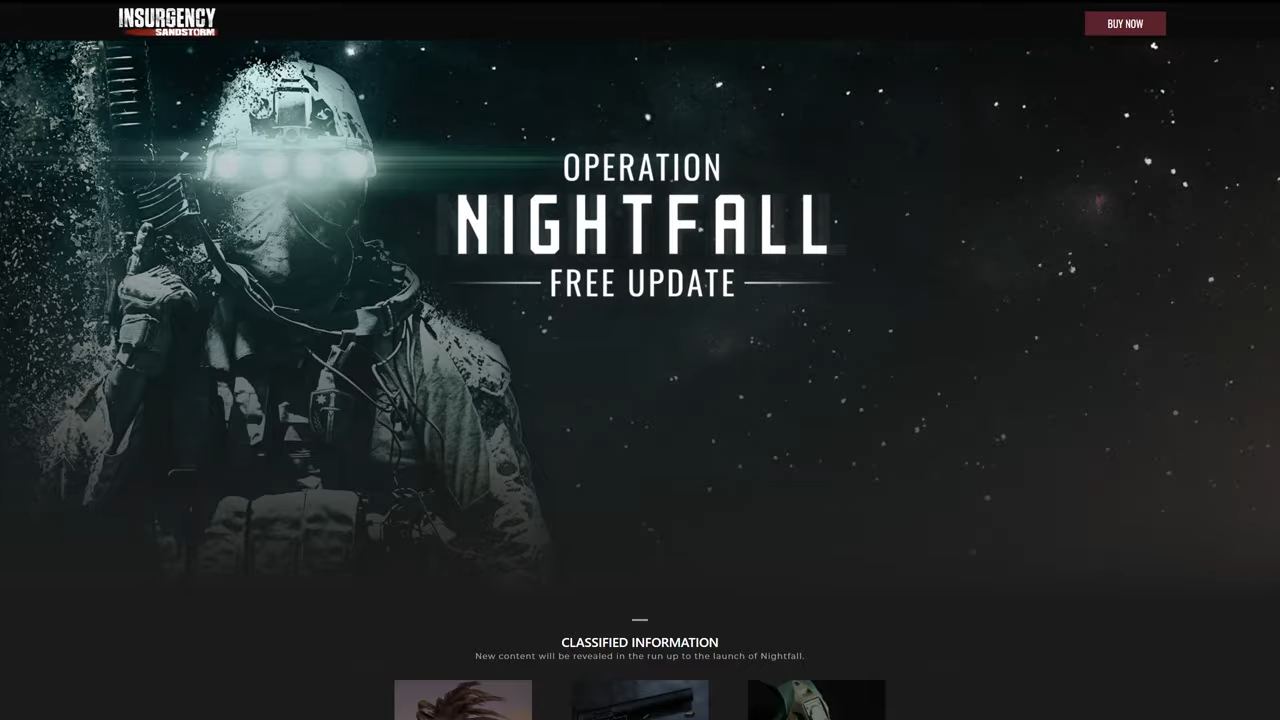 INSURGENCY
SANDSTORM
BUY NOW
OPERATION
NIGHTFALL
FREE UPDATE
CLASSIFIED INFORMATION
New content will be revealed in the run up to the launch of Nightfall.